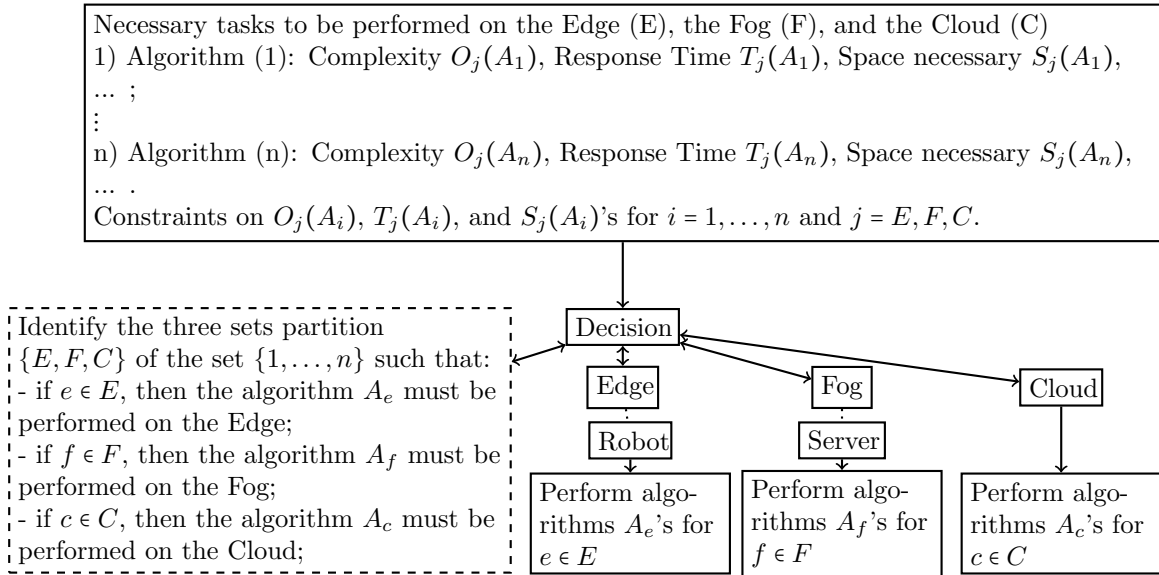 Necessary tasks to be performed on the Edge (E), the Fog (F), and the Cloud (C)
1) Algorithm (1): Complexity O_j(A_1), Response Time T_j(A_1), Space necessary S_j(A_1),
... ;
⋮
n) Algorithm (n): Complexity O_j(A_n), Response Time T_j(A_n), Space necessary S_j(A_n),
... .
Constraints on O_j(A_i), T_j(A_i), and S_j(A_i)'s for i = 1, . . . , n and j = E, F, C.
Decision
Identify the three sets partition
{E, F, C} of the set {1, . . . , n} such that:
- if e ∈ E, then the algorithm A_e must be
performed on the Edge;
- if f ∈ F, then the algorithm A_f must be
performed on the Fog;
- if c ∈ C, then the algorithm A_c must be
performed on the Cloud;
Edge
Fog
Cloud
Robot
Server
Perform algo-
rithms A_e's for
e ∈ E
Perform algo-
rithms A_f's for
f ∈ F
Perform algo-
rithms A_c's for
c ∈ C